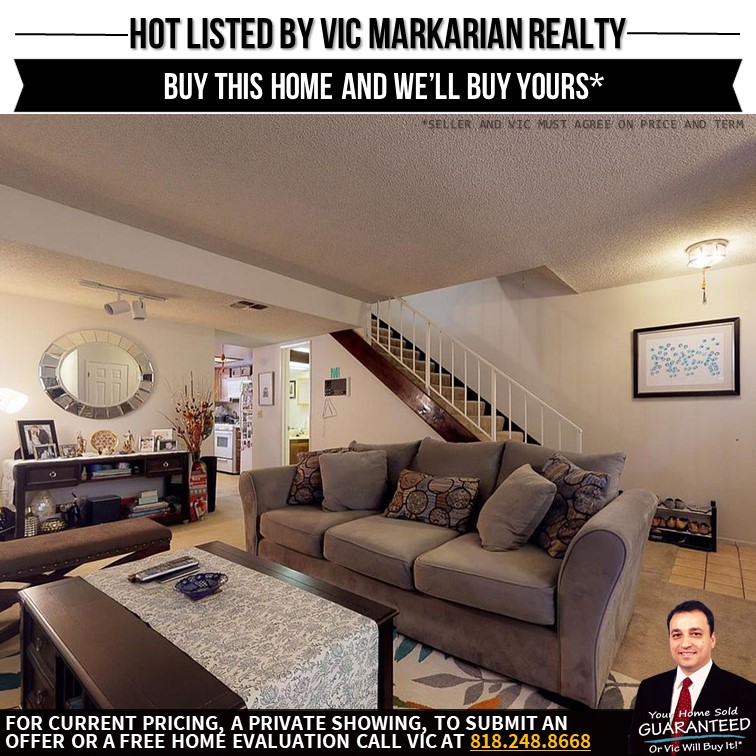 HOT LISTED BY VIC MARKARIAN REALTY
BUY THIS HOME AND WE'LL BUY YOURS*
*SELLER AND VIC MUST AGREE ON PRICE AND TERM
Your Home Sold
GUARANTEED
Or Vic Will Buy It!
FOR CURRENT PRICING, A PRIVATE SHOWING, TO SUBMIT AN
OFFER OR A FREE HOME EVALUATION CALL VIC AT 818.248.8668